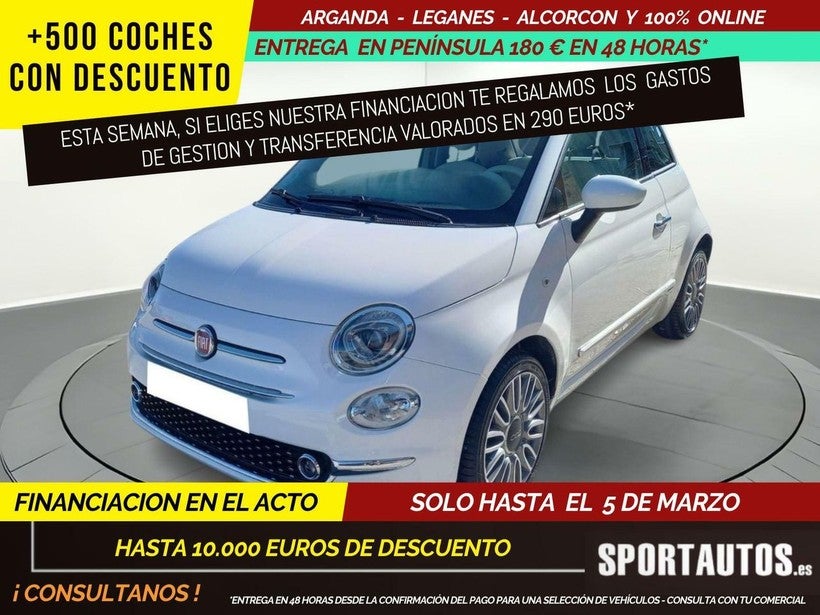 +500 COCHES
CON DESCUENTO
ARGANDA - LEGANES - ALCORCON Y 100% ONLINE
ENTREGA EN PENÍNSULA 180 € EN 48 HORAS*
ESTA SEMANA, SI ELIGES NUESTRA FINANCIACION TE REGALAMOS LOS GASTOS
DE GESTION Y TRANSFERENCIA VALORADOS EN 290 EUROS*
FIAT
FINANCIACION EN EL ACTO
SOLO HASTA EL 5 DE MARZO
HASTA 10.000 EUROS DE DESCUENTO
SPORTAUTOS.es
¡ CONSULTANOS !
*ENTREGA EN 48 HORAS DESDE LA CONFIRMACIÓN DEL PAGO PARA UNA SELECCIÓN DE VEHÍCULOS - CONSULTA CON TU COMERCIAL